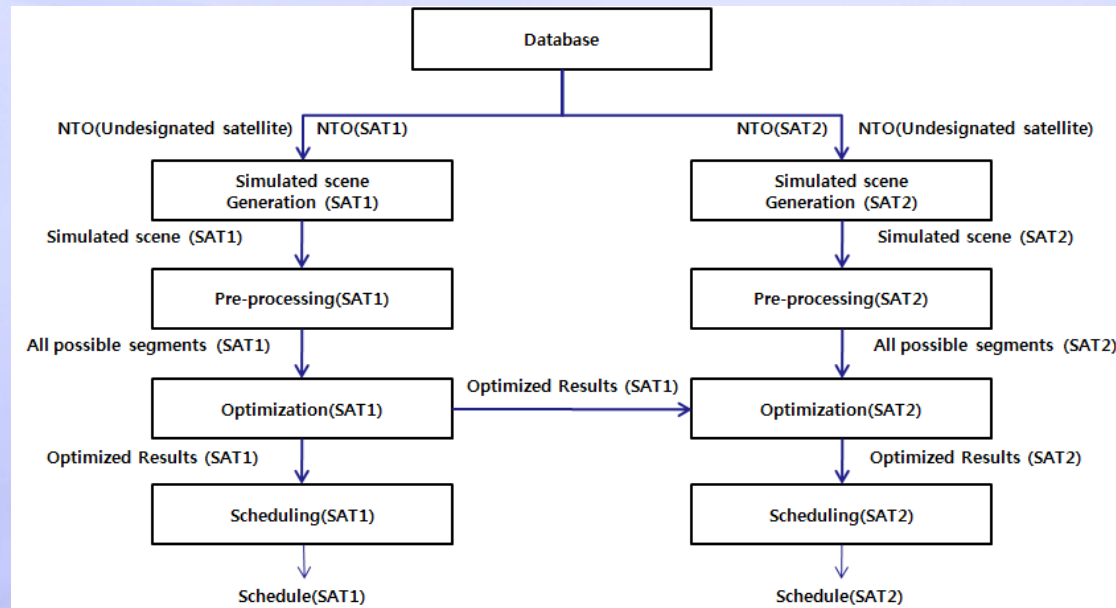 Database
NTO(Undesignated satellite) NTO(SAT1) NTO(SAT2) NTO(Undesignated satellite)
Simulated scene
Generation (SAT1)
Simulated scene
Generation (SAT2)
Simulated scene (SAT1)
Simulated scene (SAT2)
Pre-processing(SAT1)
Pre-processing(SAT2)
All possible segments (SAT1)
All possible segments (SAT2)
Optimized Results (SAT1)
Optimization(SAT1)
Optimization(SAT2)
Optimized Results (SAT1)
Optimized Results (SAT2)
Scheduling(SAT1)
Scheduling(SAT2)
Schedule(SAT1)
Schedule(SAT2)